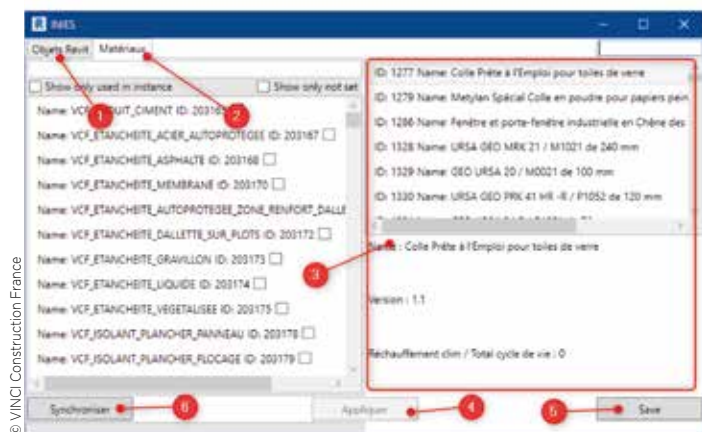 INIES
Objets Revit Matériaux
Show only used in instance Show only not set
Name: ID: 203165
Name: VCF_ETANCHEITE_ACIER_AUTOPROTEGEE ID: 203167
Name: VCF_ETANCHEITE_ASPHALTE ID: 203168
Name: VCF_ETANCHEITE_MEMBRANE ID: 203170
Name: VCF_ETANCHEITE_AUTOPROTEGEE_ZONE_RENFORT_DALLE
Name: VCF_ETANCHEITE_DALLETTE_SUR_PLOTS ID: 203172
Name: VCF_ETANCHEITE_GRAVILLON ID: 203173
Name: VCF_ETANCHEITE_LIQUIDE ID: 203174
Name: VCF_ETANCHEITE_VEGETALISEE ID: 203175
Name: VCF_ISOLANT_PLANCHER_PANNEAU ID: 203178
Name: VCF_ISOLANT_PLANCHER_FLOCAGE ID: 203179
ID: 1277 Name: Colle Prête à l'Emploi pour toiles de verre
ID: 1279 Name: Metylan Spécial Colle en poudre pour papiers pein
ID: 1286 Name: Fenêtre et porte-fenêtre industrielle en Chêne des
ID: 1328 Name: URSA GEO MRK 21 / M1021 de 240 mm
ID: 1329 Name: GEO URSA 20 / M0021 de 100 mm
ID: 1330 Name: URSA GEO PRK 41 HR -R / P1052 de 120 mm
Name : Colle Prête à l'Emploi pour toiles de verre
Version : 1.1
Réchauffement clim / Total cycle de vie : 0
Synchroniser Appliquer Save
1
2
3
4
5
6
© VINCI Construction France